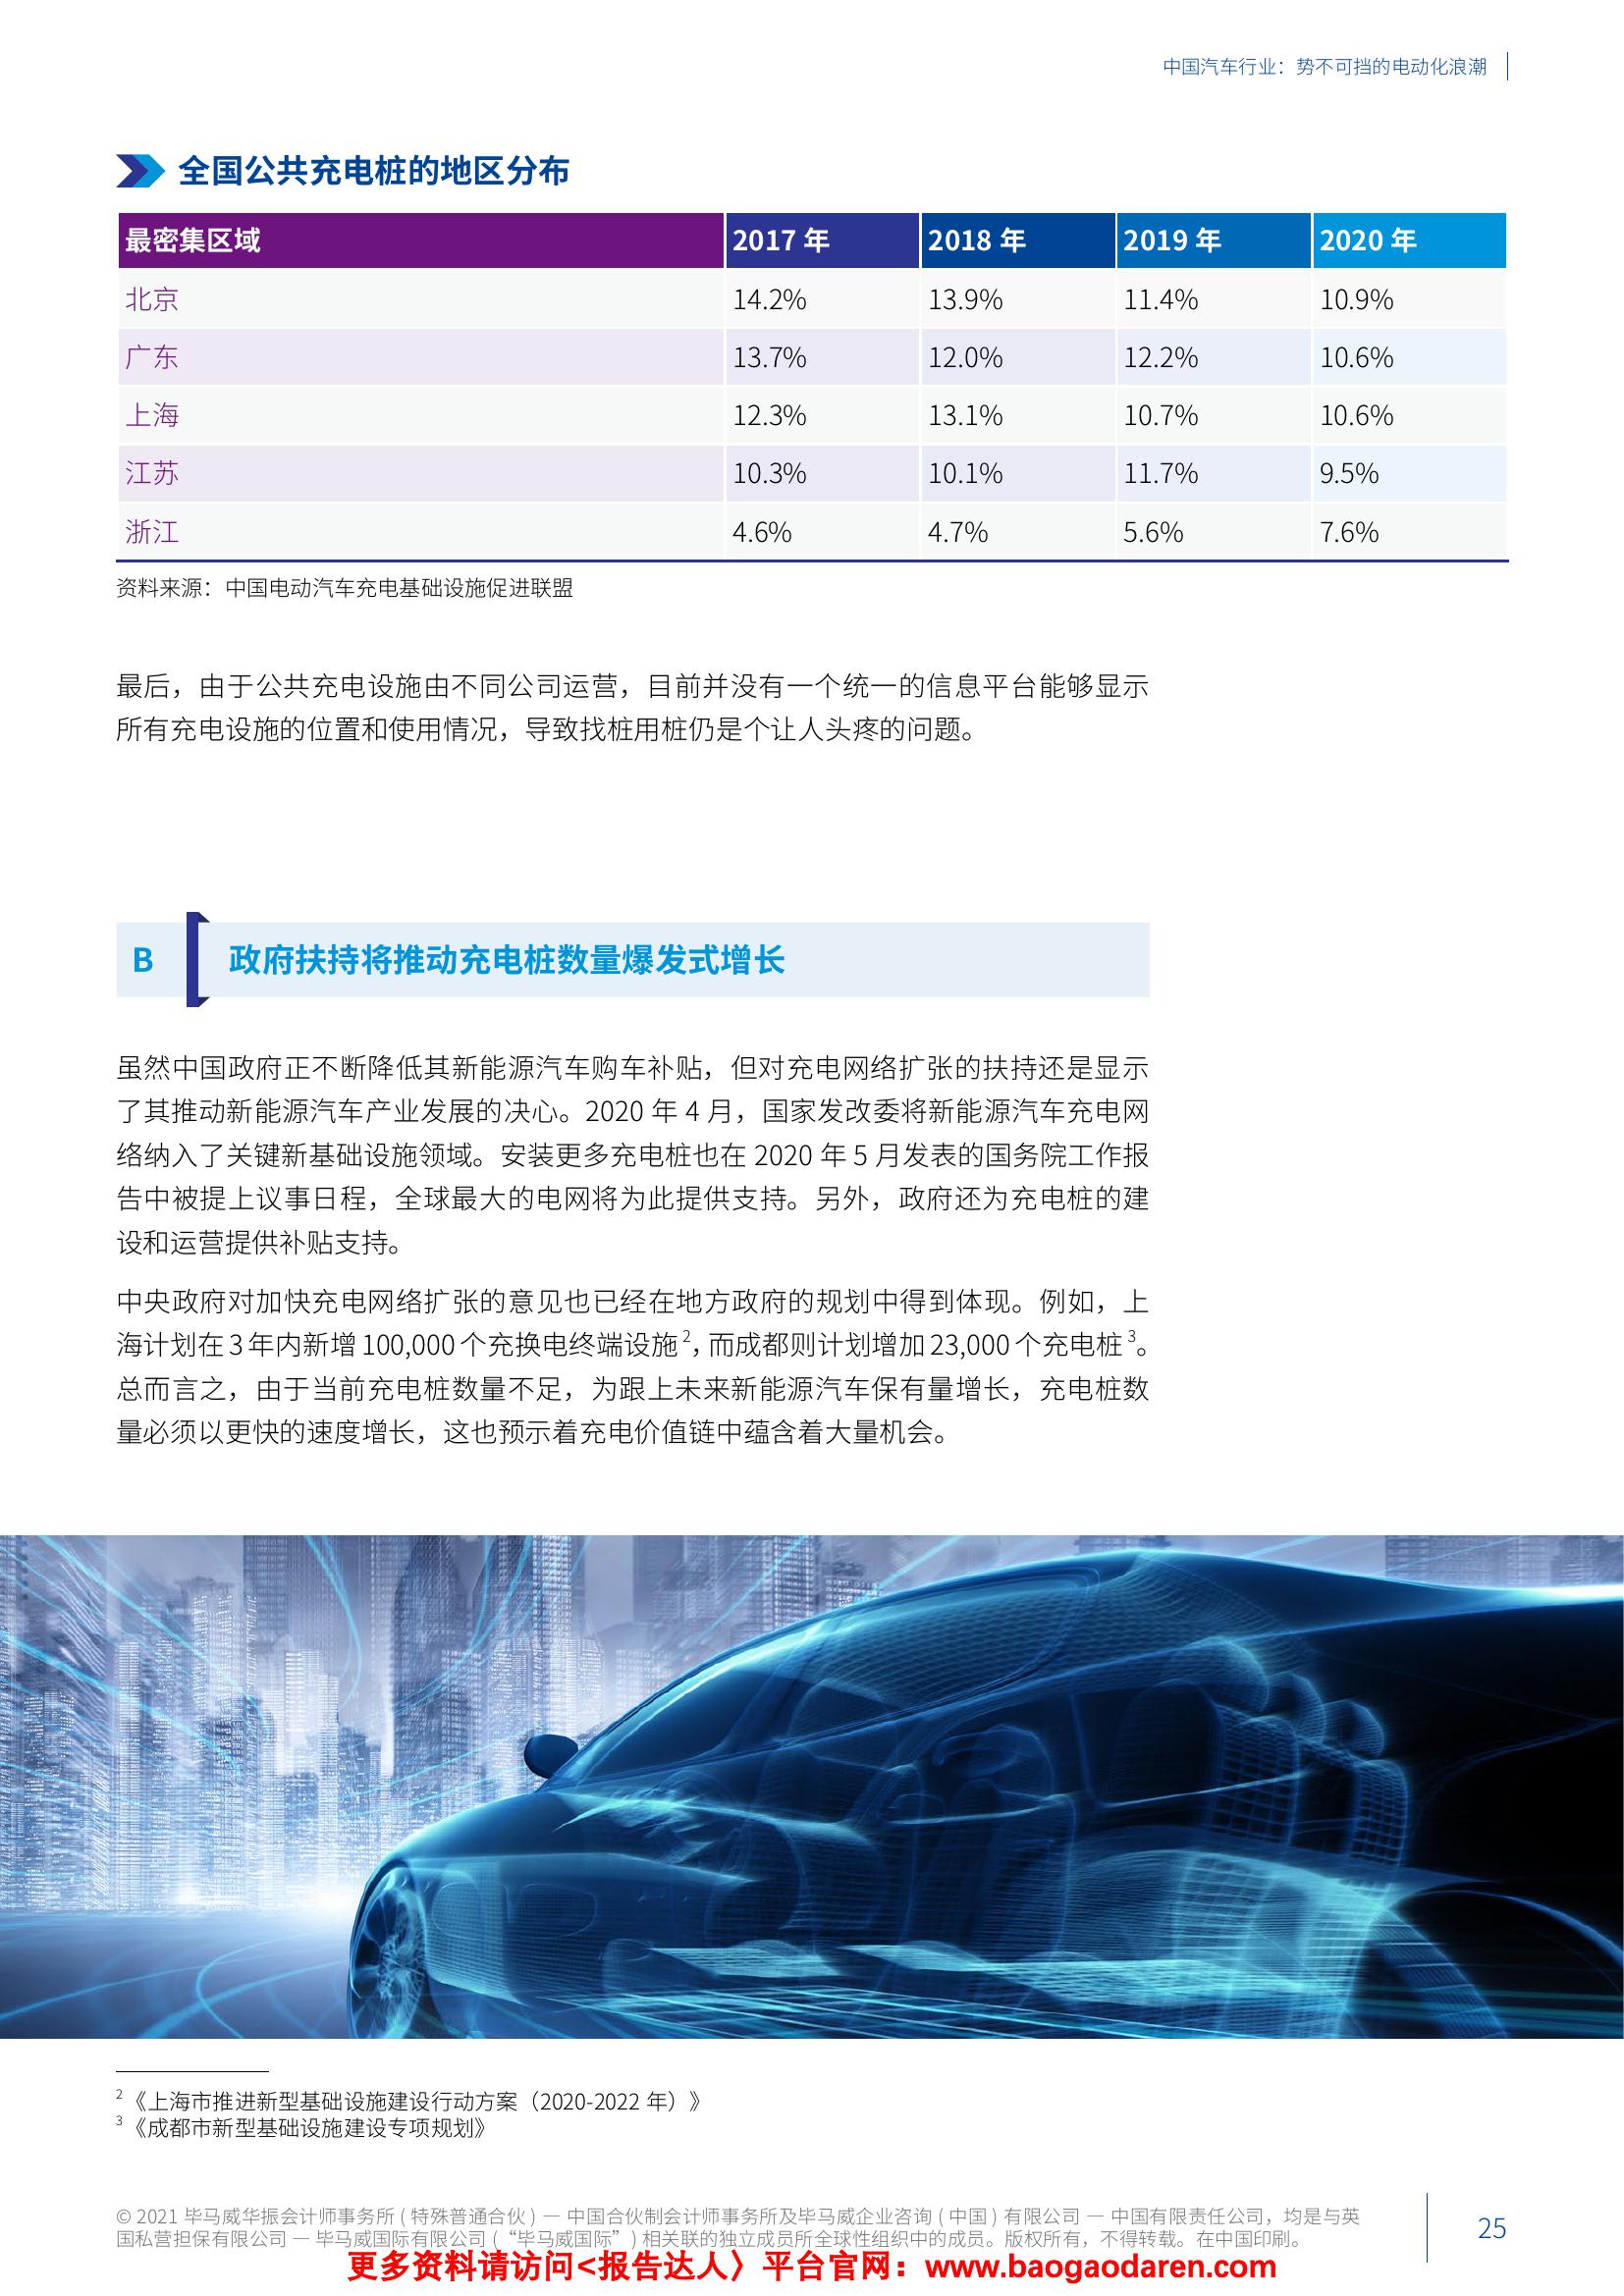 中国汽车行业：势不可挡的电动化浪潮
全国公共充电桩的地区分布
最密集区域 2017 年 2018 年 2019 年 2020 年
北京 14.2% 13.9% 11.4% 10.9%
广东 13.7% 12.0% 12.2% 10.6%
上海 12.3% 13.1% 10.7% 10.6%
江苏 10.3% 10.1% 11.7% 9.5%
浙江 4.6% 4.7% 5.6% 7.6%
资料来源：中国电动汽车充电基础设施促进联盟
最后，由于公共充电设施由不同公司运营，目前并没有一个统一的信息平台能够显示
所有充电设施的位置和使用情况，导致找桩用桩仍是个让人头疼的问题。
B 政府扶持将推动充电桩数量爆发式增长
虽然中国政府正不断降低其新能源汽车购车补贴，但对充电网络扩张的扶持还是显示
了其推动新能源汽车产业发展的决心。2020 年 4 月，国家发改委将新能源汽车充电网
络纳入了关键新基础设施领域。安装更多充电桩也在 2020 年 5 月发表的国务院工作报
告中被提上议事日程，全球最大的电网将为此提供支持。另外，政府还为充电桩的建
设和运营提供补贴支持。
中央政府对加快充电网络扩张的意见也已经在地方政府的规划中得到体现。例如，上
海计划在 3 年内新增 100,000 个充换电终端设施 2，而成都则计划增加 23,000 个充电桩 3。
总而言之，由于当前充电桩数量不足，为跟上未来新能源汽车保有量增长，充电桩数
量必须以更快的速度增长，这也预示着充电价值链中蕴含着大量机会。
2 《上海市推进新型基础设施建设行动方案（2020-2022 年）》
3 《成都市新型基础设施建设专项规划》
© 2021 毕马威华振会计师事务所 ( 特殊普通合伙 ) — 中国合伙制会计师事务所及毕马威企业咨询 ( 中国 ) 有限公司 — 中国有限责任公司，均是与英
国私营担保有限公司 — 毕马威国际有限公司 (“毕马威国际”) 相关联的独立成员所全球性组织中的成员。版权所有，不得转载。在中国印刷。
25
更多资料请访问<报告达人〉平台官网：www.baogaodaren.com